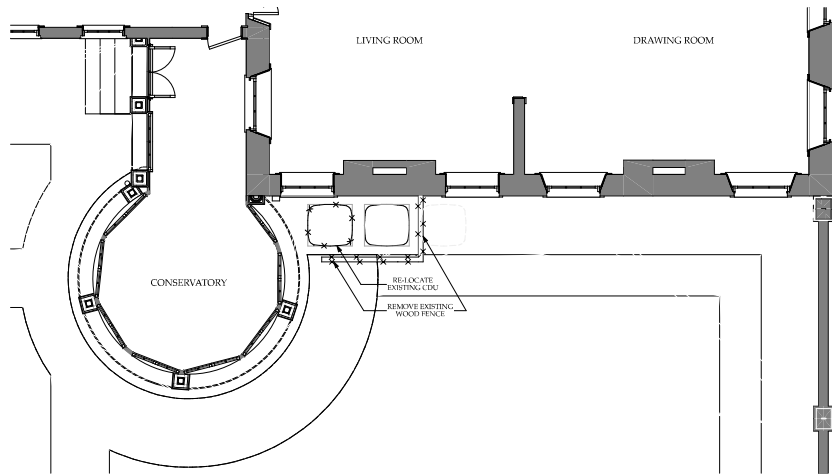 LIVING ROOM
DRAWING ROOM
CONSERVATORY
RE-LOCATE
EXISTING CDU
REMOVE EXISTING
WOOD FENCE